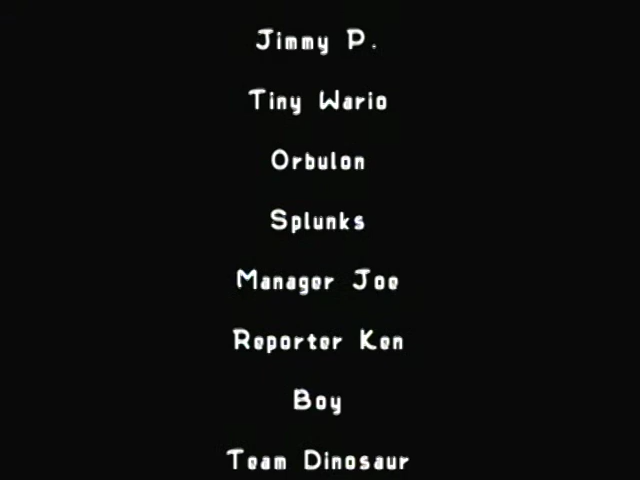 Jimmy P.
Tiny Wario
Orbulon
Splunks
Manager Joe
Reporter Ken
Boy
Team Dinosaur